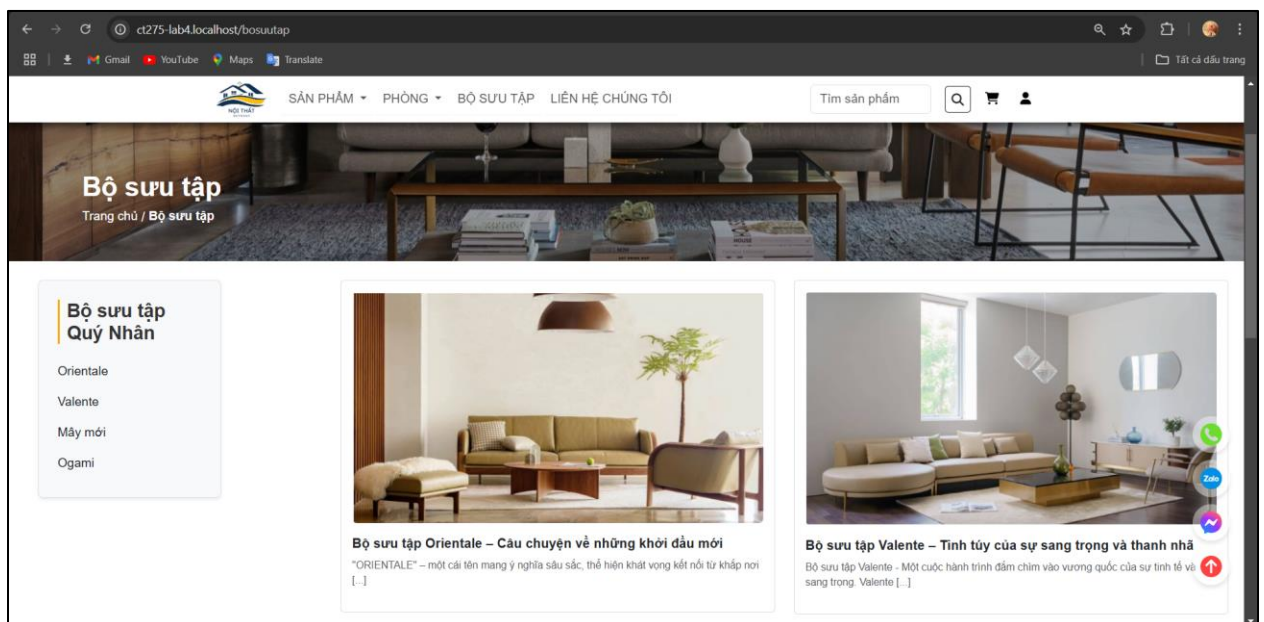 ct275-lab4.localhost/bosuutap
Gmail YouTube Maps Translate Tất cả dấu trang
NỘI THẤT SẢN PHẨM PHÒNG BỘ SƯU TẬP LIÊN HỆ CHÚNG TÔI Tìm sản phẩm
Bộ sưu tập
Trang chủ / Bộ sưu tập
HOUSE
Bộ sưu tập
Quý Nhân
Orientale
Valente
Mây mới
Ogami
Bộ sưu tập Orientale – Câu chuyện về những khởi đầu mới
"ORIENTALE" – một cái tên mang ý nghĩa sâu sắc, thể hiện khát vọng kết nối từ khắp nơi
[...]
Bộ sưu tập Valente – Tinh túy của sự sang trọng và thanh nhã
Bộ sưu tập Valente - Một cuộc hành trình đắm chìm vào vương quốc của sự tinh tế và
sang trọng. Valente [...]
Zalo